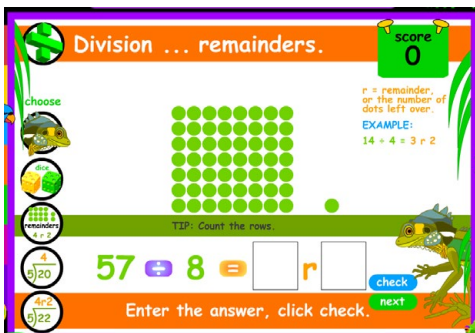 Division ... remainders.
score
0
choose
r = remainder,
or the number of
dots left over.
EXAMPLE:
14 ÷ 4 = 3 r 2
dice
remainders
4 r 2
TIP: Count the rows.
4
5)20
57 ÷ 8 = r
check
next
4r2
5)22
Enter the answer, click check.